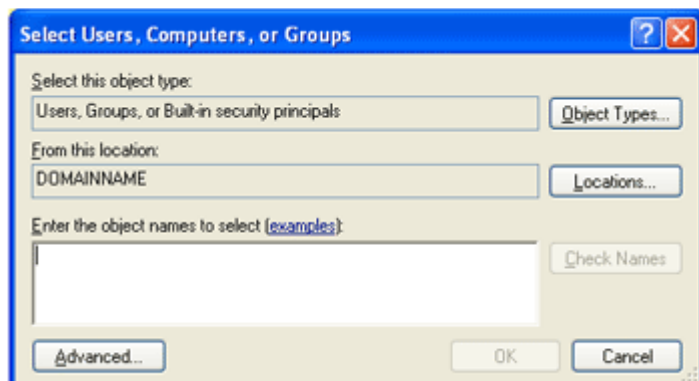 Select Users, Computers, or Groups
Select this object type:
Users, Groups, or Built-in security principals
Object Types...
From this location:
DOMAINNAME
Locations...
Enter the object names to select (examples):
Check Names
Advanced...
OK
Cancel